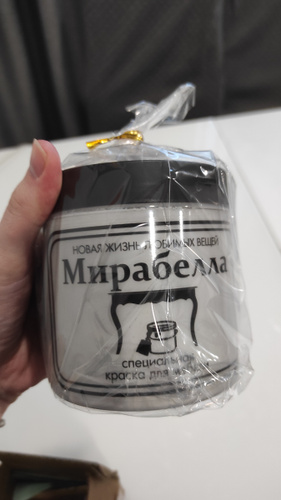 НОВАЯ ЖИЗНЬ ЛЮБИМЫХ ВЕЩЕЙ
Мирабелла
специальная
краска для